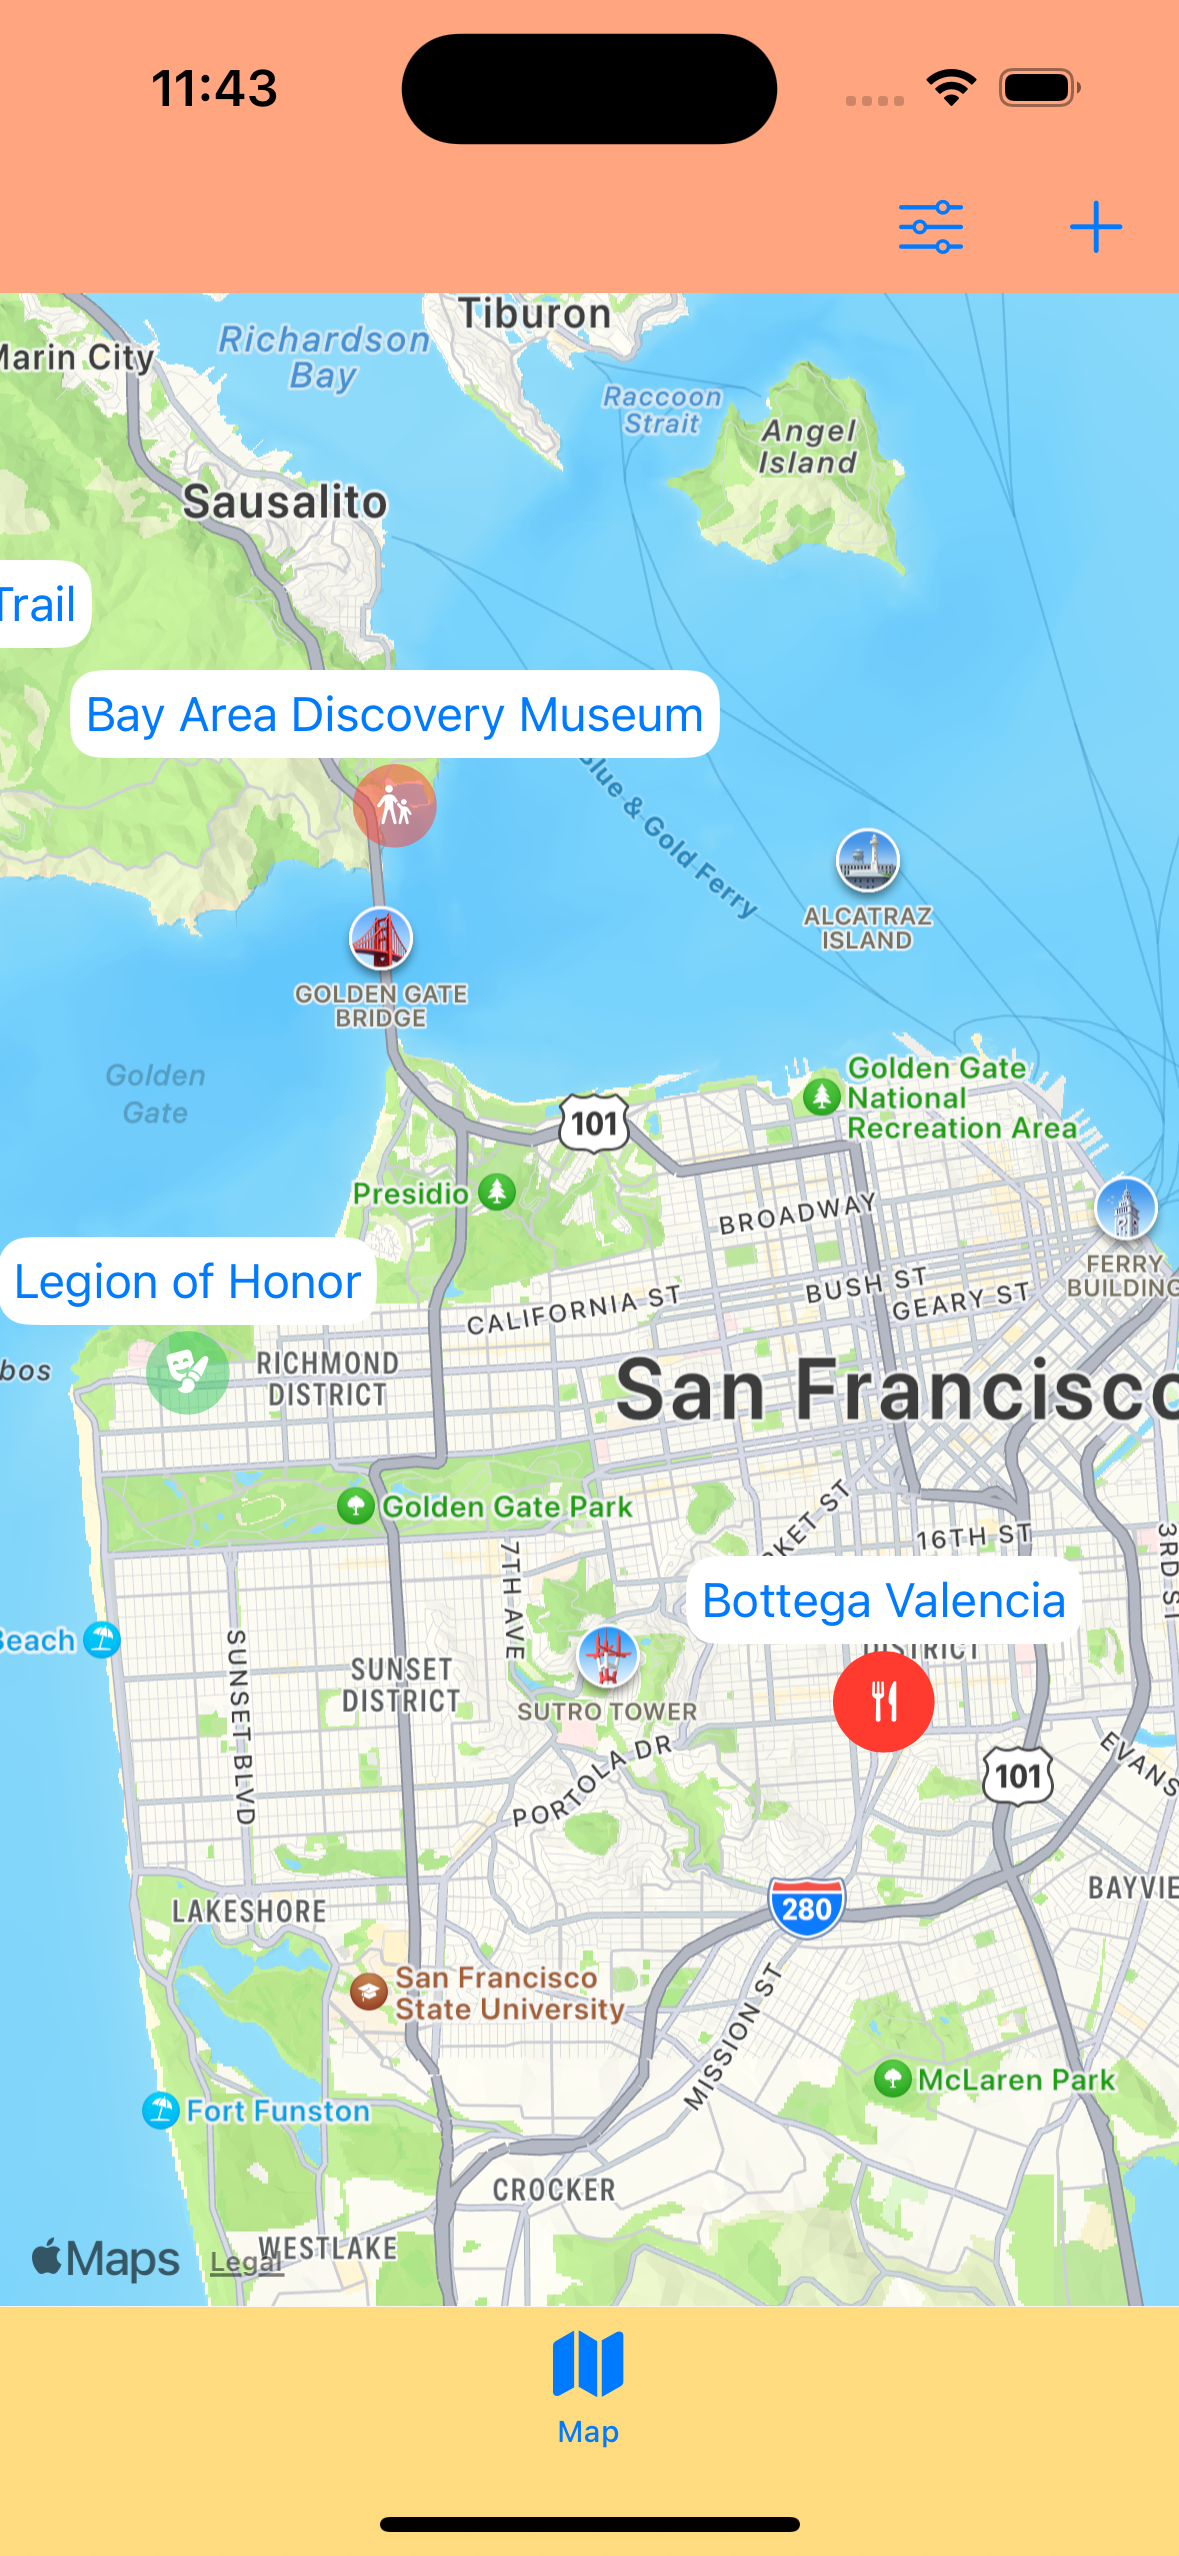 11:43
Tiburon
Richardson
Bay
Marin City
Raccoon
Strait
Angel
Island
Sausalito
Trail
Bay Area Discovery Museum
Blue & Gold Ferry
ALCATRAZ
ISLAND
GOLDEN GATE
BRIDGE
Golden
Gate
Golden Gate
National
Recreation Area
101
Presidio
BROADWAY
FERRY
BUILDING
Legion of Honor
BUSH ST
GEARY ST
CALIFORNIA ST
bos
RICHMOND
DISTRICT
San Francisco
Golden Gate Park
KET ST
16TH ST
3RD ST
7TH AVE
Bottega Valencia
DISTRICT
Beach
SUNSET BLVD
SUNSET
DISTRICT
SUTRO TOWER
PORTOLA DR
101
EVANS
280
BAYVIE
LAKESHORE
San Francisco
State University
MISSION ST
McLaren Park
Fort Funston
CROCKER
WESTLAKE
Maps
Legal
Map